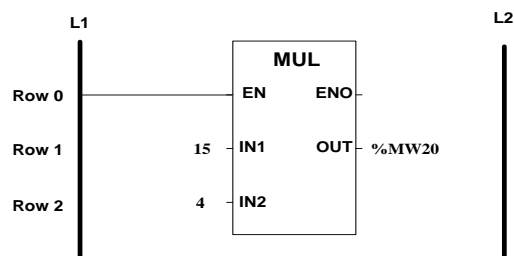 L1 L2
MUL
Row 0 EN ENO
Row 1 15 IN1 OUT %MW20
Row 2 4 IN2